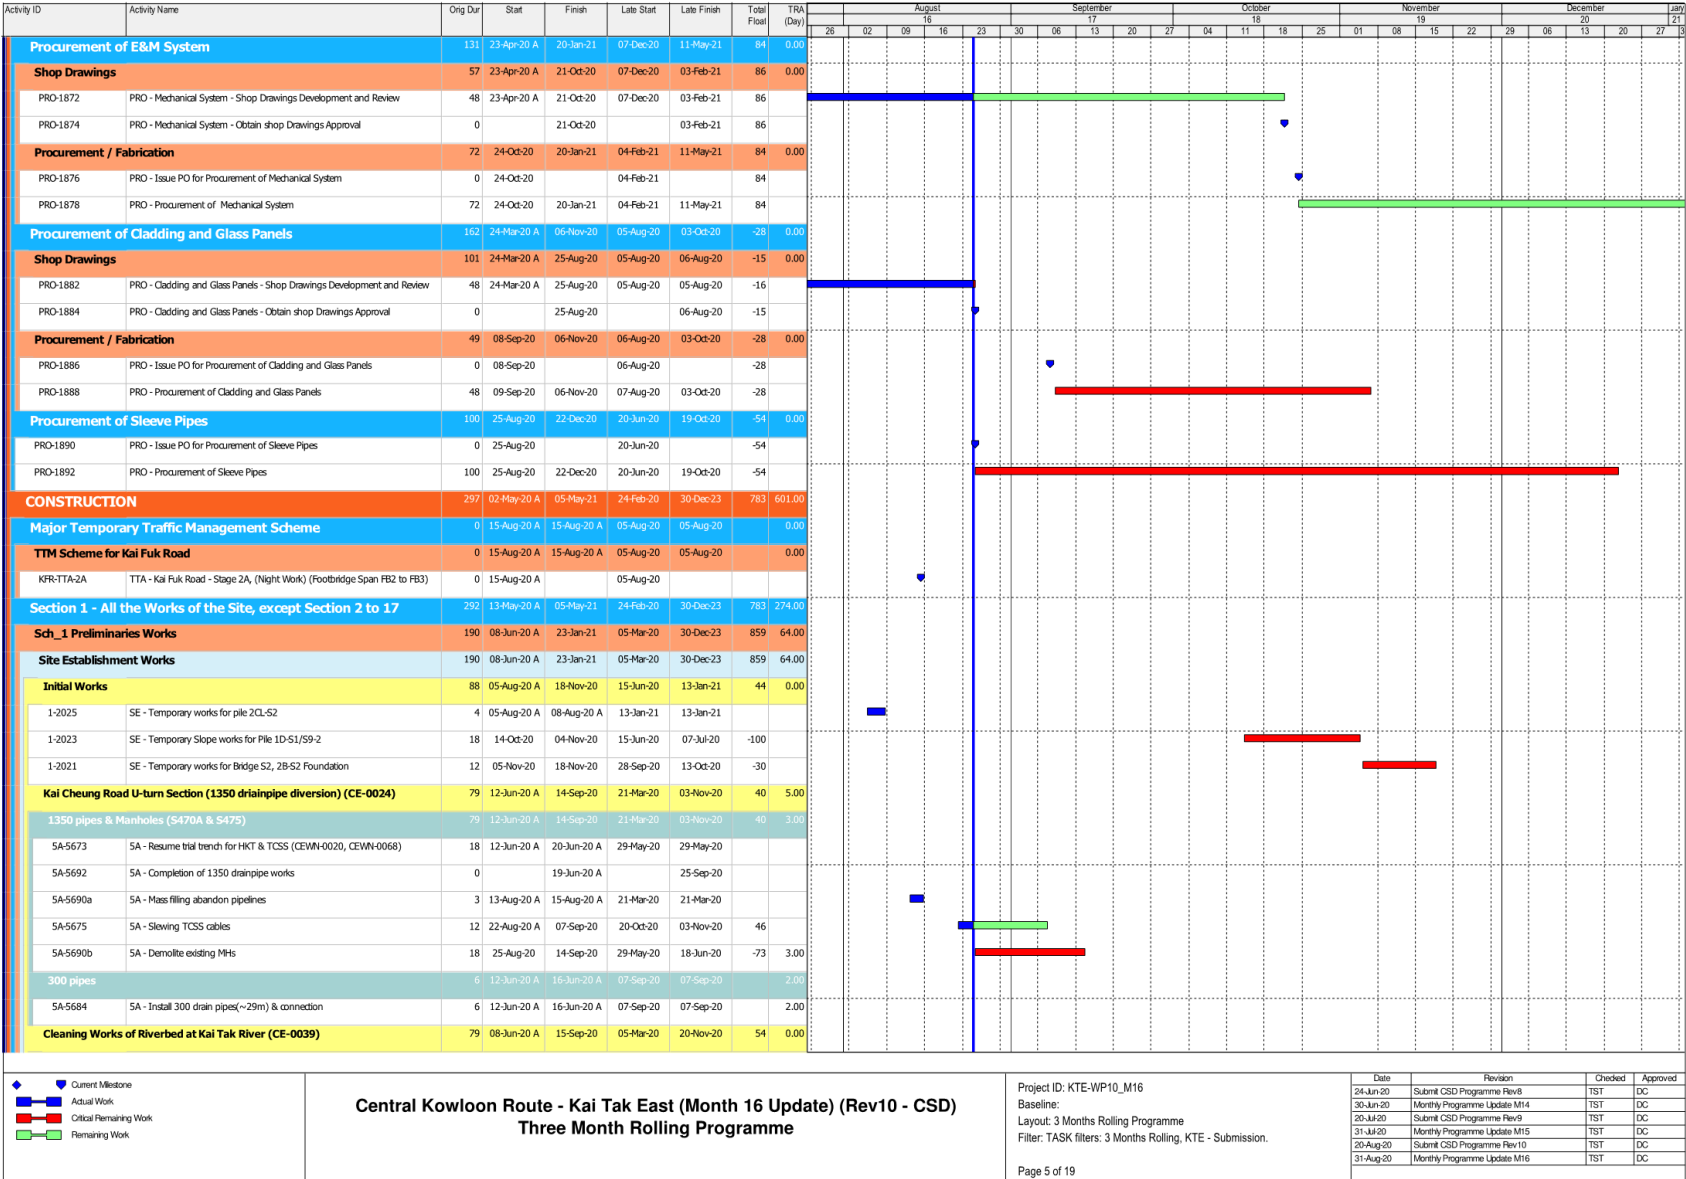 Activity ID Activity Name Orig Dur Start Finish Late Start Late Finish Total Float TRA (Day) August September October November December uary
16 17 18 19 20 21
26 02 09 16 23 30 06 13 20 27 04 11 18 25 01 08 15 22 29 06 13 20 27 3
Procurement of E&M System 131 23-Apr-20 A 20-Jan-21 07-Dec-20 11-May-21 84 0.00
Shop Drawings 57 23-Apr-20 A 21-Oct-20 07-Dec-20 03-Feb-21 86 0.00
PRO-1872 PRO - Mechanical System - Shop Drawings Development and Review 48 23-Apr-20 A 21-Oct-20 07-Dec-20 03-Feb-21 86
PRO-1874 PRO - Mechanical System - Obtain shop Drawings Approval 0 21-Oct-20 03-Feb-21 86
Procurement / Fabrication 72 24-Oct-20 20-Jan-21 04-Feb-21 11-May-21 84 0.00
PRO-1876 PRO - Issue PO for Procurement of Mechanical System 0 24-Oct-20 04-Feb-21 84
PRO-1878 PRO - Procurement of Mechanical System 72 24-Oct-20 20-Jan-21 04-Feb-21 11-May-21 84
Procurement of Cladding and Glass Panels 162 24-Mar-20 A 06-Nov-20 05-Aug-20 03-Oct-20 -28 0.00
Shop Drawings 101 24-Mar-20 A 25-Aug-20 05-Aug-20 06-Aug-20 -15 0.00
PRO-1882 PRO - Cladding and Glass Panels - Shop Drawings Development and Review 48 24-Mar-20 A 25-Aug-20 05-Aug-20 05-Aug-20 -16
PRO-1884 PRO - Cladding and Glass Panels - Obtain shop Drawings Approval 0 25-Aug-20 06-Aug-20 -15
Procurement / Fabrication 49 08-Sep-20 06-Nov-20 06-Aug-20 03-Oct-20 -28 0.00
PRO-1886 PRO - Issue PO for Procurement of Cladding and Glass Panels 0 08-Sep-20 06-Aug-20 -28
PRO-1888 PRO - Procurement of Cladding and Glass Panels 48 09-Sep-20 06-Nov-20 07-Aug-20 03-Oct-20 -28
Procurement of Sleeve Pipes 100 25-Aug-20 22-Dec-20 20-Jun-20 19-Oct-20 -54 0.00
PRO-1890 PRO - Issue PO for Procurement of Sleeve Pipes 0 25-Aug-20 20-Jun-20 -54
PRO-1892 PRO - Procurement of Sleeve Pipes 100 25-Aug-20 22-Dec-20 20-Jun-20 19-Oct-20 -54
CONSTRUCTION 297 02-May-20 A 05-May-21 24-Feb-20 30-Dec-23 783 601.00
Major Temporary Traffic Management Scheme 0 15-Aug-20 A 15-Aug-20 A 05-Aug-20 05-Aug-20 0.00
TTM Scheme for Kai Fuk Road 0 15-Aug-20 A 15-Aug-20 A 05-Aug-20 05-Aug-20 0.00
KFR-TTA-2A TTA - Kai Fuk Road - Stage 2A, (Night Work) (Footbridge Span FB2 to FB3) 0 15-Aug-20 A 05-Aug-20
Section 1 - All the Works of the Site, except Section 2 to 17 292 13-May-20 A 05-May-21 24-Feb-20 30-Dec-23 783 274.00
Sch_1 Preliminaries Works 190 08-Jun-20 A 23-Jan-21 05-Mar-20 30-Dec-23 859 64.00
Site Establishment Works 190 08-Jun-20 A 23-Jan-21 05-Mar-20 30-Dec-23 859 64.00
Initial Works 88 05-Aug-20 A 18-Nov-20 15-Jun-20 13-Jan-21 44 0.00
1-2025 SE - Temporary works for pile 2CL-S2 4 05-Aug-20 A 08-Aug-20 A 13-Jan-21 13-Jan-21
1-2023 SE - Temporary Slope works for Pile 1D-S1/S9-2 18 14-Oct-20 04-Nov-20 15-Jun-20 07-Jul-20 -100
1-2021 SE - Temporary works for Bridge S2, 2B-S2 Foundation 12 05-Nov-20 18-Nov-20 28-Sep-20 13-Oct-20 -30
Kai Cheung Road U-turn Section (1350 driainpipe diversion) (CE-0024) 79 12-Jun-20 A 14-Sep-20 21-Mar-20 03-Nov-20 40 5.00
1350 pipes & Manholes (S470A & S475) 79 12-Jun-20 A 14-Sep-20 21-Mar-20 03-Nov-20 40 3.00
5A-5673 5A - Resume trial trench for HKT & TCSS (CEWN-0020, CEWN-0068) 18 12-Jun-20 A 20-Jun-20 A 29-May-20 29-May-20
5A-5692 5A - Completion of 1350 drainpipe works 0 19-Jun-20 A 25-Sep-20
5A-5690a 5A - Mass filling abandon pipelines 3 13-Aug-20 A 15-Aug-20 A 21-Mar-20 21-Mar-20
5A-5675 5A - Slewing TCSS cables 12 22-Aug-20 A 07-Sep-20 20-Oct-20 03-Nov-20 46
5A-5690b 5A - Demolite existing MHs 18 25-Aug-20 14-Sep-20 29-May-20 18-Jun-20 -73 3.00
300 pipes 6 12-Jun-20 A 16-Jun-20 A 07-Sep-20 07-Sep-20 2.00
5A-5684 5A - Install 300 drain pipes(~29m) & connection 6 12-Jun-20 A 16-Jun-20 A 07-Sep-20 07-Sep-20 2.00
Cleaning Works of Riverbed at Kai Tak River (CE-0039) 79 08-Jun-20 A 15-Sep-20 05-Mar-20 20-Nov-20 54 0.00
Current Milestone
Actual Work
Critical Remaining Work
Remaining Work
Central Kowloon Route - Kai Tak East (Month 16 Update) (Rev10 - CSD)
Three Month Rolling Programme
Project ID: KTE-WP10_M16
Baseline:
Layout: 3 Months Rolling Programme
Filter: TASK filters: 3 Months Rolling, KTE - Submission.
Page 5 of 19
Date Revision Checked Approved
24-Jun-20 Submit CSD Programme Rev8 TST DC
30-Jun-20 Monthly Programme Update M14 TST DC
20-Jul-20 Submit CSD Programme Rev9 TST DC
31-Jul-20 Monthly Programme Update M15 TST DC
20-Aug-20 Submit CSD Programme Rev10 TST DC
31-Aug-20 Monthly Programme Update M16 TST DC